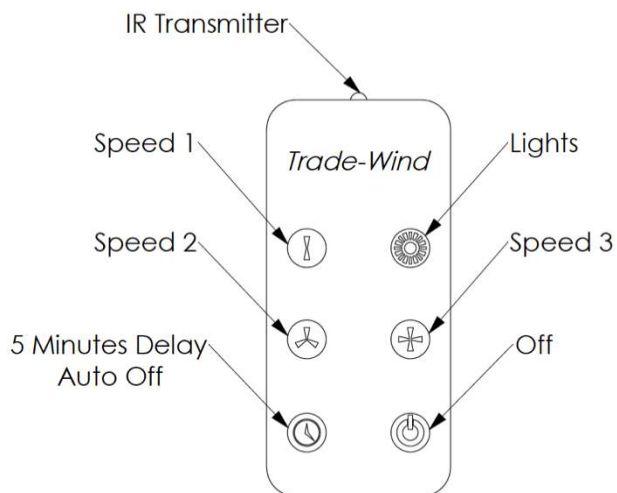 IR Transmitter
Speed 1
Trade-Wind
Lights
Speed 2
Speed 3
5 Minutes Delay
Auto Off
Off